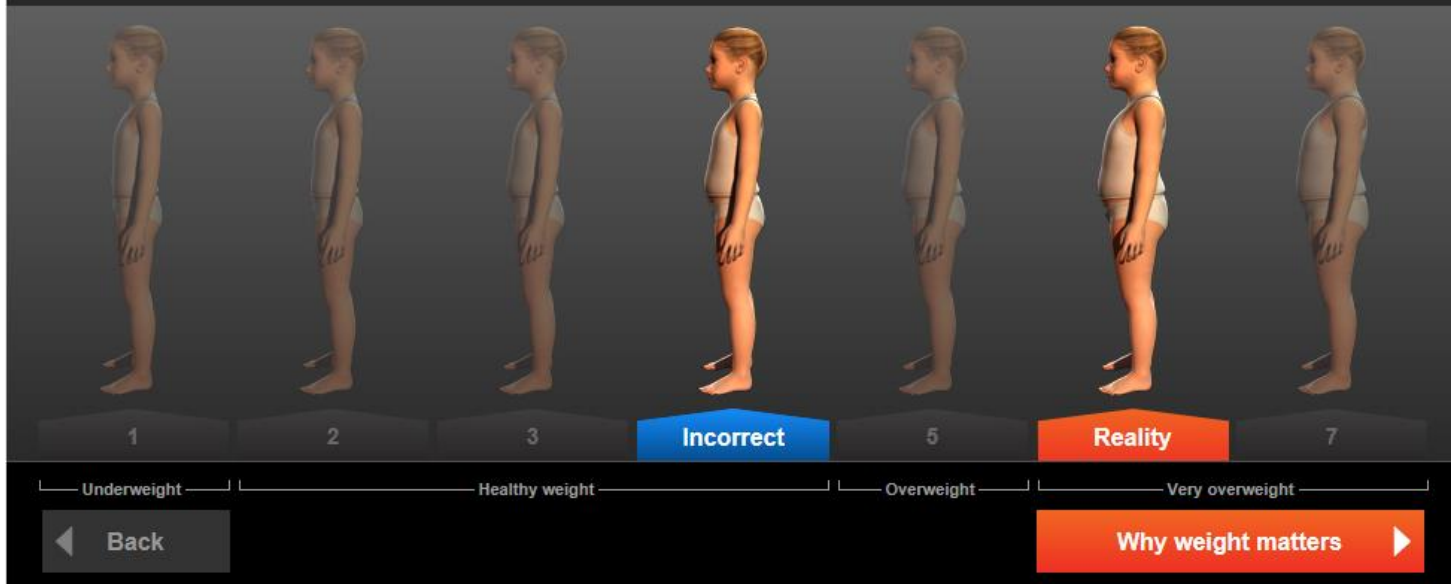 1 2 3 Incorrect 5 Reality 7
Underweight Healthy weight Overweight Very overweight
Back Why weight matters